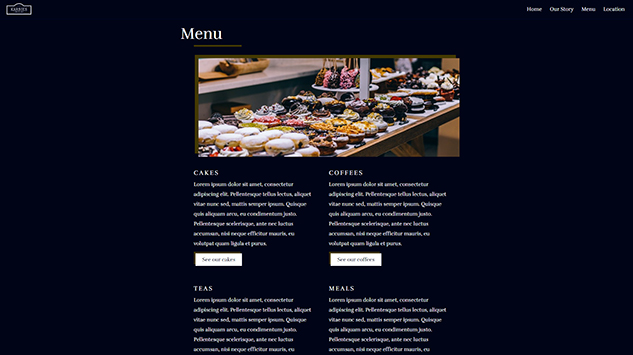 Home Our Story Menu Location
Menu
CAKES
Lorem ipsum dolor sit amet, consectetur
adipiscing elit. Pellentesque tellus lectus, aliquet
vitae nunc sed, mattis semper ipsum. Quisque
quis aliquam arcu, eu condimentum justo.
Pellentesque scelerisque, ante nec luctus
accumsan, nisi neque efficitur mauris, eu
volutpat quam ligula et purus.
See our cakes
COFFEES
Lorem ipsum dolor sit amet, consectetur
adipiscing elit. Pellentesque tellus lectus, aliquet
vitae nunc sed, mattis semper ipsum. Quisque
quis aliquam arcu, eu condimentum justo.
Pellentesque scelerisque, ante nec luctus
accumsan, nisi neque efficitur mauris, eu
volutpat quam ligula et purus.
See our coffees
TEAS
Lorem ipsum dolor sit amet, consectetur
adipiscing elit. Pellentesque tellus lectus, aliquet
vitae nunc sed, mattis semper ipsum. Quisque
quis aliquam arcu, eu condimentum justo.
Pellentesque scelerisque, ante nec luctus
accumsan, nisi neque efficitur mauris, eu
MEALS
Lorem ipsum dolor sit amet, consectetur
adipiscing elit. Pellentesque tellus lectus, aliquet
vitae nunc sed, mattis semper ipsum. Quisque
quis aliquam arcu, eu condimentum justo.
Pellentesque scelerisque, ante nec luctus
accumsan, nisi neque efficitur mauris, eu